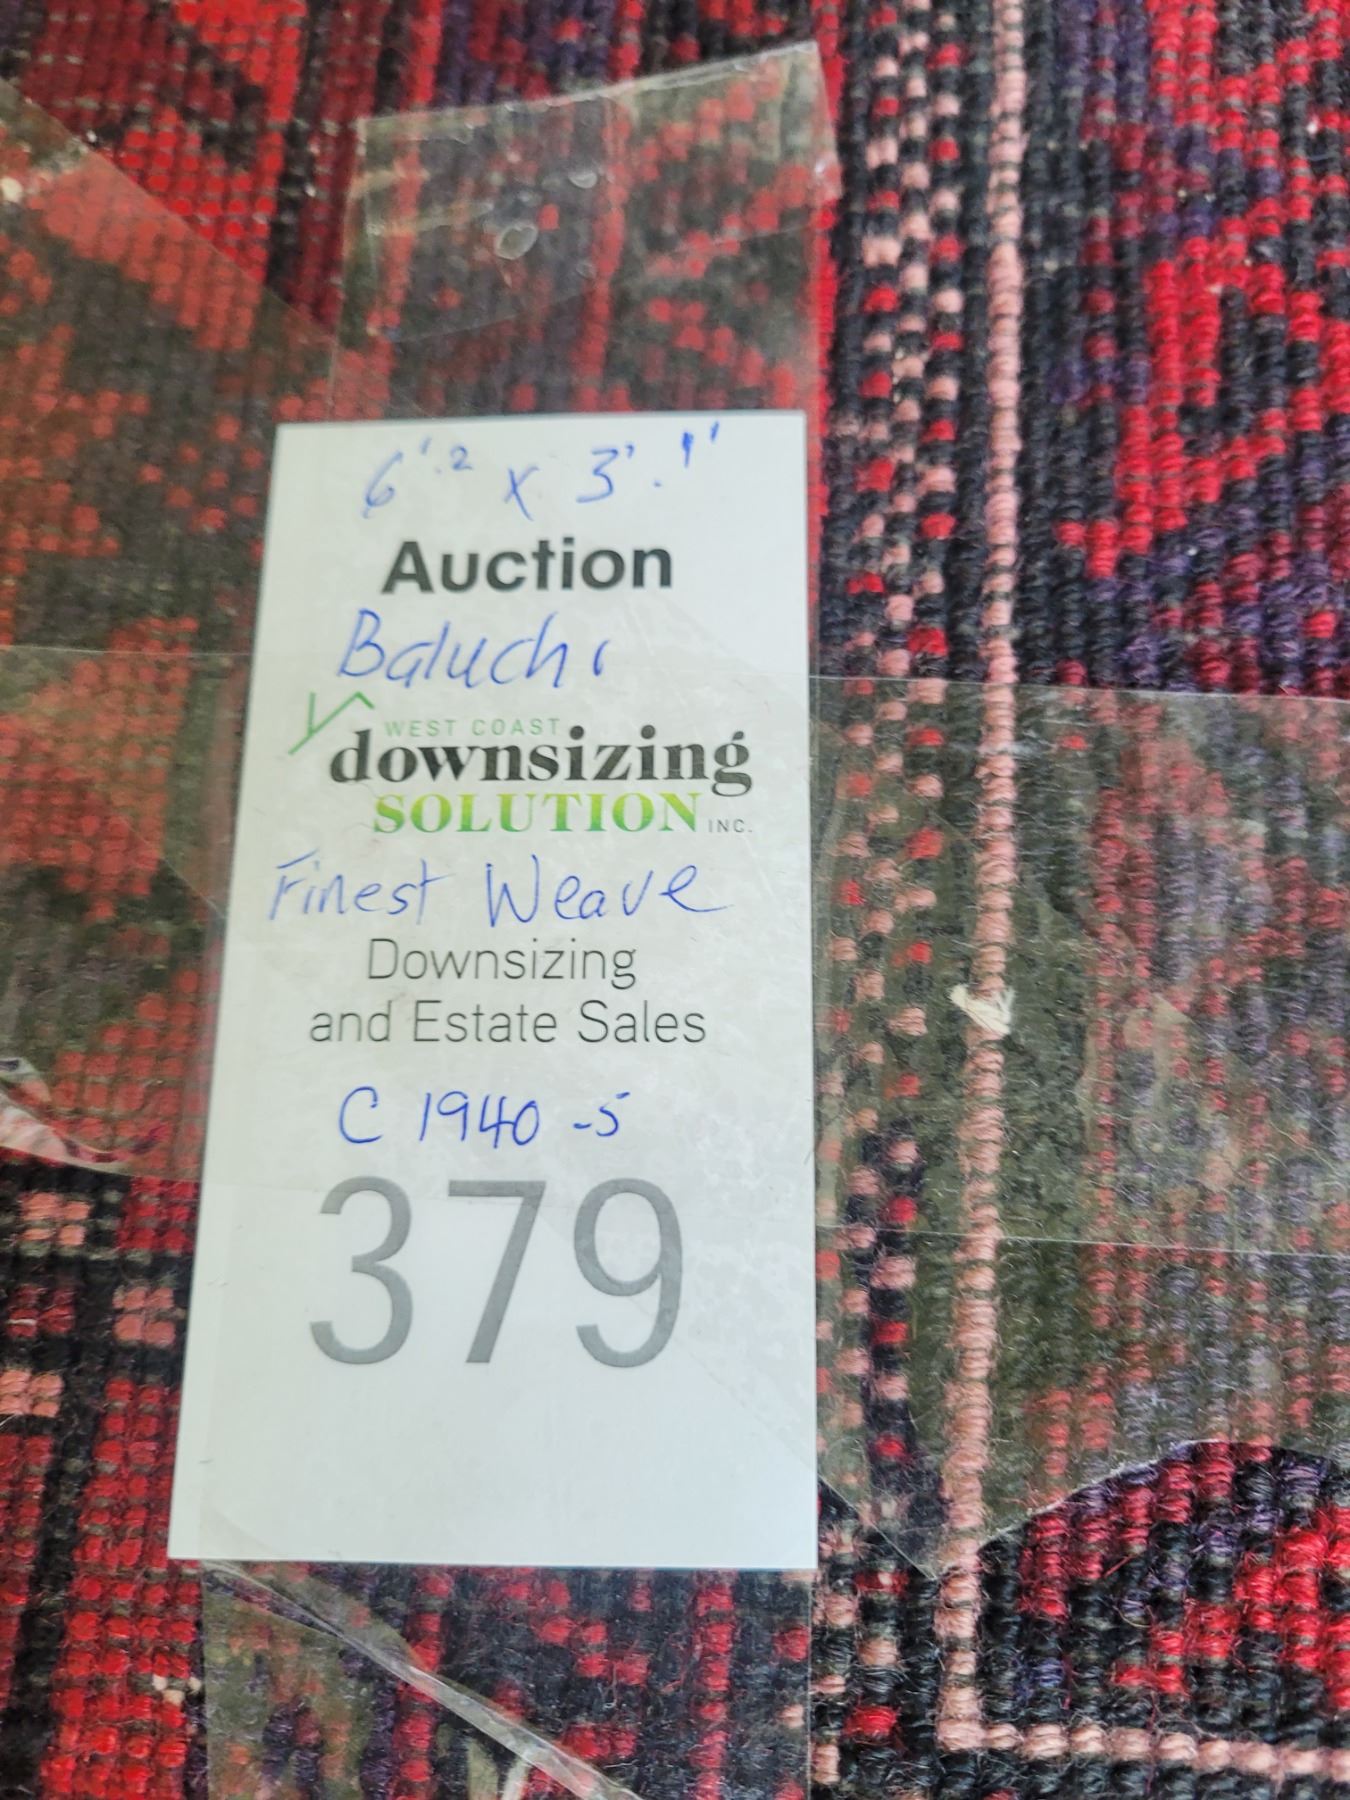 6'.2 x 3'.1'
Auction
Baluchi
WEST COAST
downsizing
SOLUTION INC.
Finest Weave
Downsizing
and Estate Sales
C 1940 -5
379